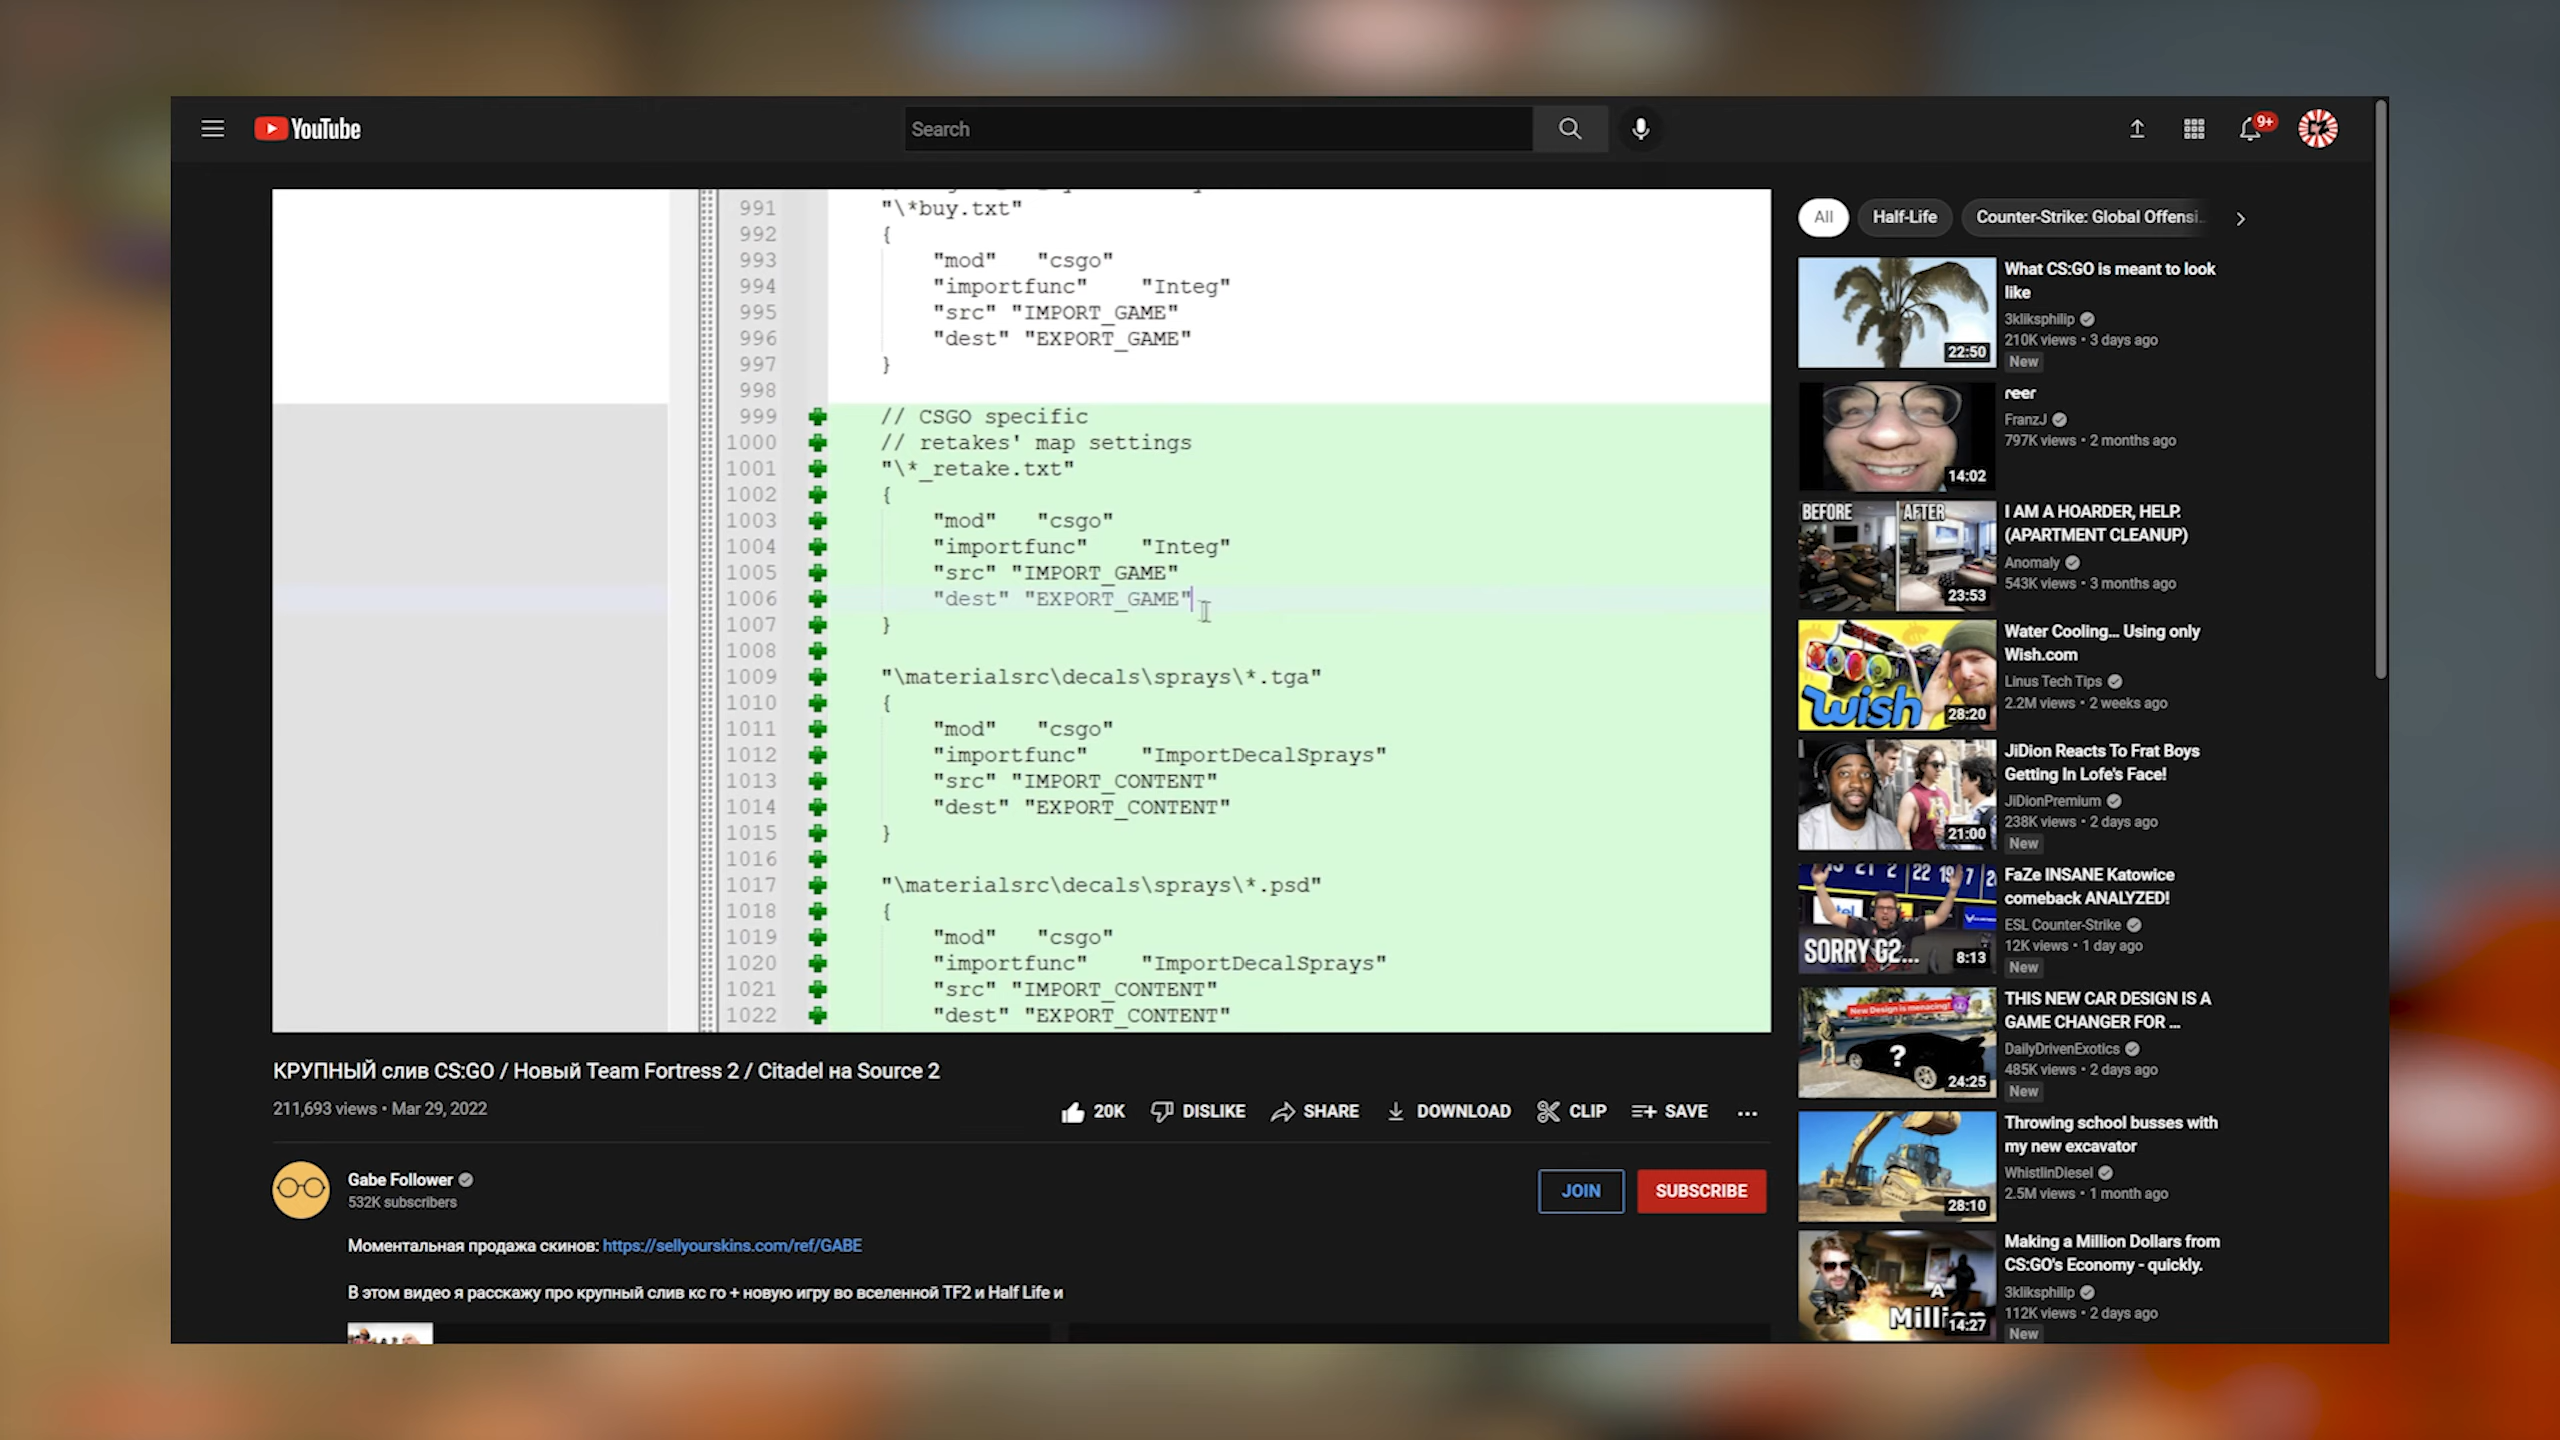 YouTube
Search
9+
991 "\*buy.txt"
992 {
993 "mod" "csgo"
994 "importfunc" "Integ"
995 "src" "IMPORT_GAME"
996 "dest" "EXPORT_GAME"
997 }
998
999 // CSGO specific
1000 // retakes' map settings
1001 "\*_retake.txt"
1002 {
1003 "mod" "csgo"
1004 "importfunc" "Integ"
1005 "src" "IMPORT_GAME"
1006 "dest" "EXPORT_GAME"
1007 }
1008
1009 "\materialsrc\decals\sprays\*.tga"
1010 {
1011 "mod" "csgo"
1012 "importfunc" "ImportDecalSprays"
1013 "src" "IMPORT_CONTENT"
1014 "dest" "EXPORT_CONTENT"
1015 }
1016
1017 "\materialsrc\decals\sprays\*.psd"
1018 {
1019 "mod" "csgo"
1020 "importfunc" "ImportDecalSprays"
1021 "src" "IMPORT_CONTENT"
1022 "dest" "EXPORT_CONTENT"
КРУПНЫЙ слив CS:GO / Новый Team Fortress 2 / Citadel на Source 2
211,693 views • Mar 29, 2022
20K DISLIKE SHARE DOWNLOAD CLIP SAVE ...
Gabe Follower
532K subscribers
JOIN SUBSCRIBE
Моментальная продажа скинов: https://sellyourskins.com/ref/GABE
В этом видео я расскажу про крупный слив кс го + новую игру во вселенной TF2 и Half Life и
All Half-Life Counter-Strike: Global Offensi..
22:50
What CS:GO is meant to look
like
3kliksphilip
210K views • 3 days ago
New
14:02
reer
FranzJ
797K views • 2 months ago
BEFORE AFTER
23:53
I AM A HOARDER, HELP.
(APARTMENT CLEANUP)
Anomaly
543K views • 3 months ago
wish
28:20
Water Cooling... Using only
Wish.com
Linus Tech Tips
2.2M views • 2 weeks ago
21:00
JiDion Reacts To Frat Boys
Getting In Lofe's Face!
JiDionPremium
238K views • 2 days ago
New
SORRY G2...
8:13
FaZe INSANE Katowice
comeback ANALYZED!
ESL Counter-Strike
12K views • 1 day ago
New
New Design is menacing!
?
24:25
THIS NEW CAR DESIGN IS A
GAME CHANGER FOR ...
DailyDrivenExotics
485K views • 2 days ago
New
28:10
Throwing school busses with
my new excavator
WhistlinDiesel
2.5M views • 1 month ago
A
14:27
Making a Million Dollars from
CS:GO's Economy - quickly.
3kliksphilip
112K views • 2 days ago
New